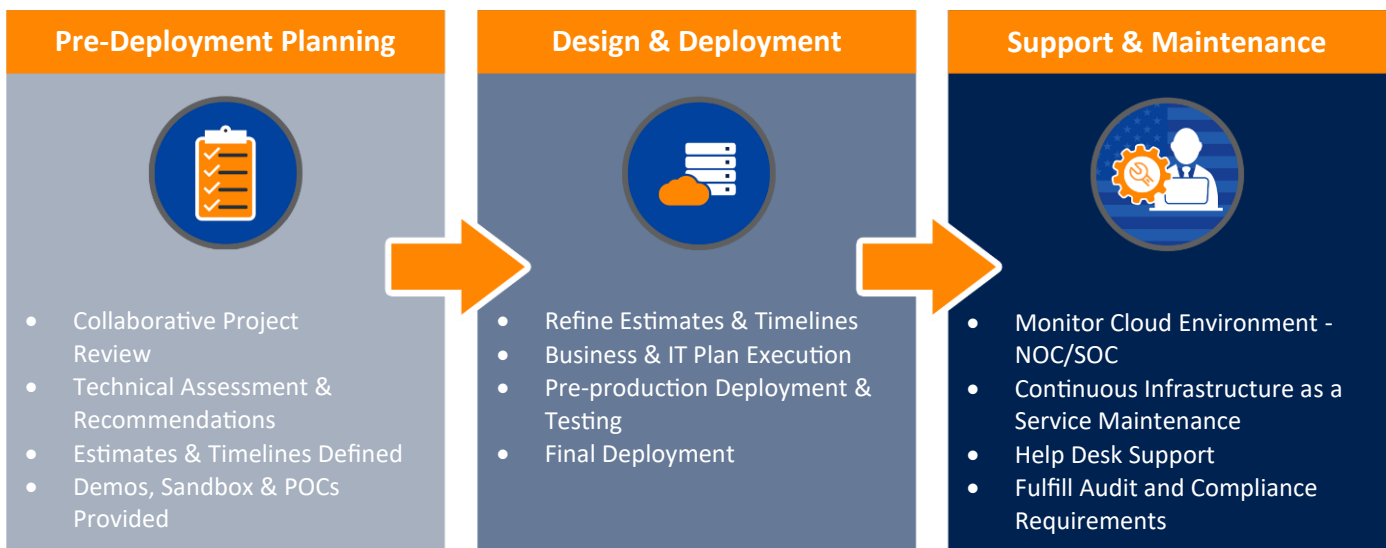 Pre-Deployment Planning
• Collaborative Project
Review
• Technical Assessment &
Recommendations
• Estimates & Timelines Defined
• Demos, Sandbox & POCs
Provided
Design & Deployment
• Refine Estimates & Timelines
• Business & IT Plan Execution
• Pre-production Deployment &
Testing
• Final Deployment
Support & Maintenance
• Monitor Cloud Environment -
NOC/SOC
• Continuous Infrastructure as a
Service Maintenance
• Help Desk Support
• Fulfill Audit and Compliance
Requirements